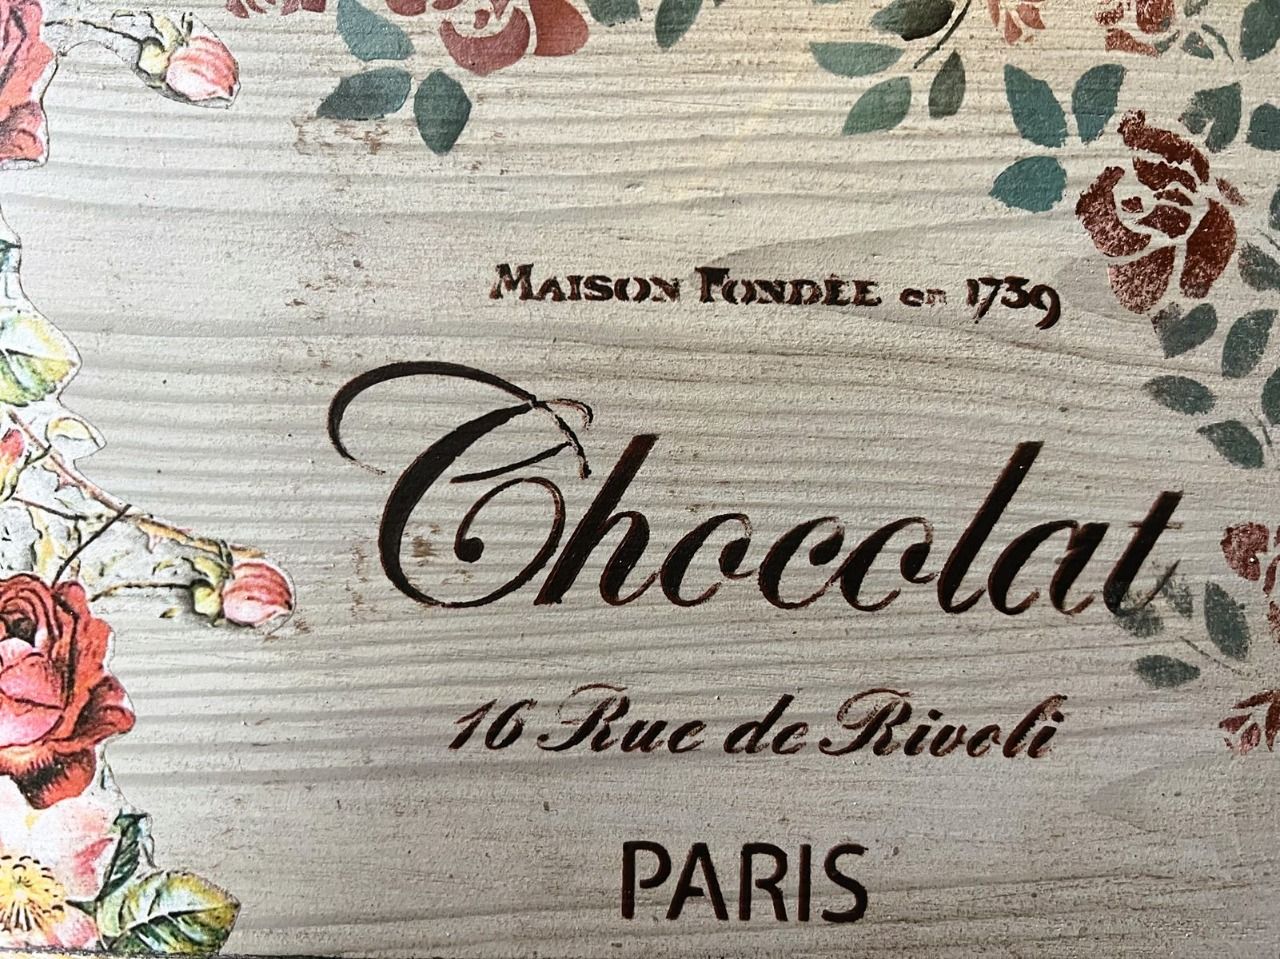 MAISON FONDÉE en 1739
Chocolat
16 Rue de Rivoli
PARIS